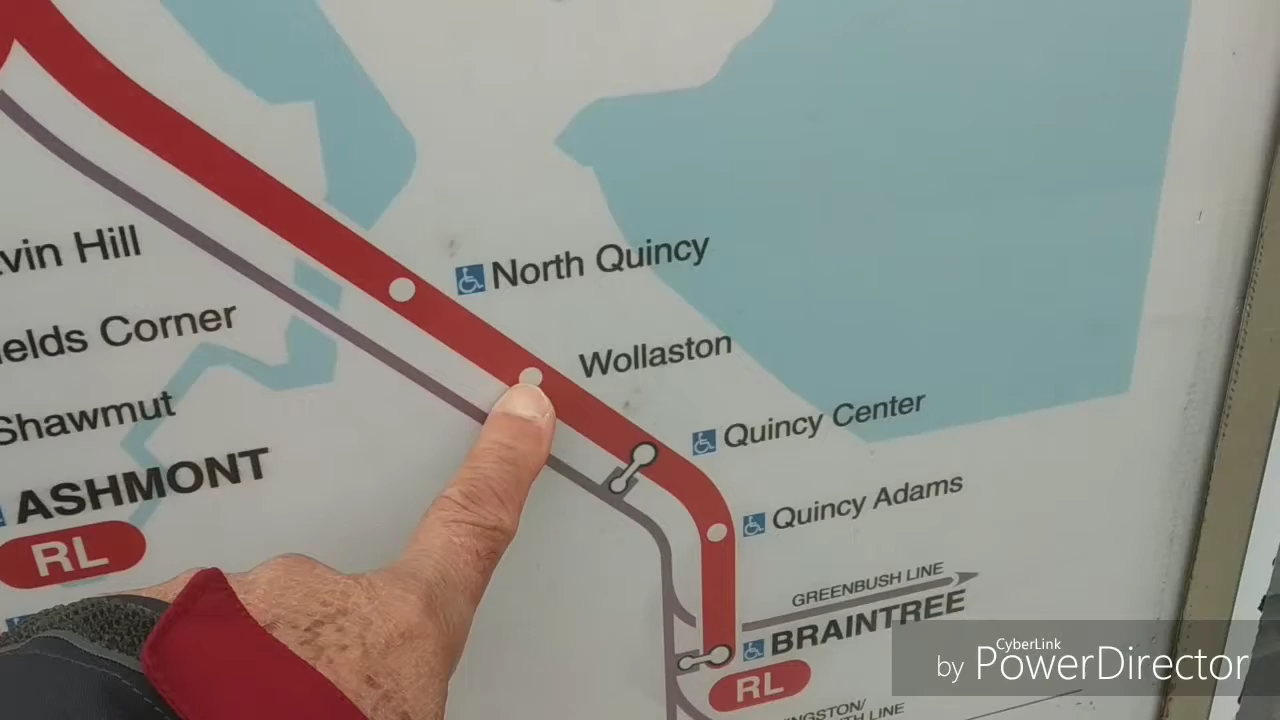 North Quincy
vin Hill
Wollaston
elds Corner
Quincy Center
Shawmut
Quincy Adams
ASHMONT
RL
GREENBUSH LINE
BRAINTREE
RL
CyberLink
by PowerDirector
LINE